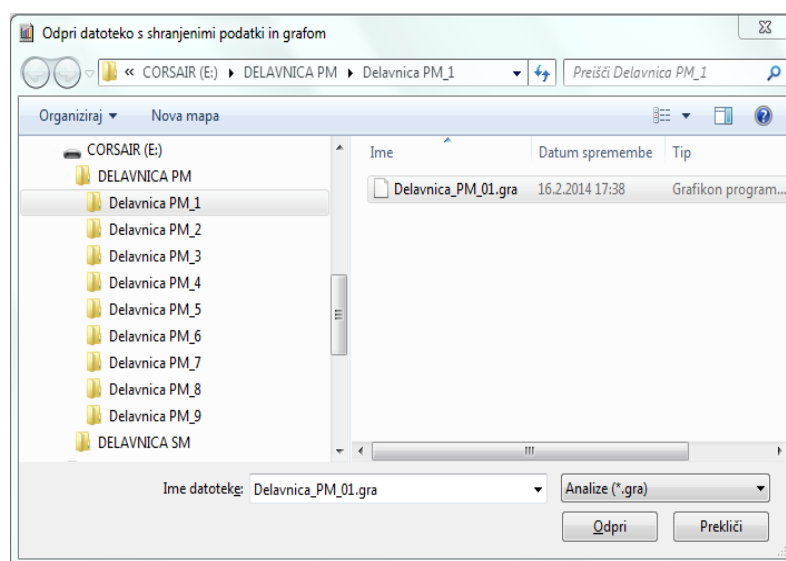 Odpri datoteko s shranjenimi podatki in grafom
« CORSAIR (E:) DELAVNICA PM Delavnica PM_1 Preišči Delavnica PM_1
Organiziraj Nova mapa
CORSAIR (E:)
DELAVNICA PM
Delavnica PM_1
Delavnica PM_2
Delavnica PM_3
Delavnica PM_4
Delavnica PM_5
Delavnica PM_6
Delavnica PM_7
Delavnica PM_8
Delavnica PM_9
DELAVNICA SM
Ime Datum spremembe Tip
Delavnica_PM_01.gra 16.2.2014 17:38 Grafikon program...
Ime datoteke: Delavnica_PM_01.gra Analize (*.gra)
Odpri Prekliči